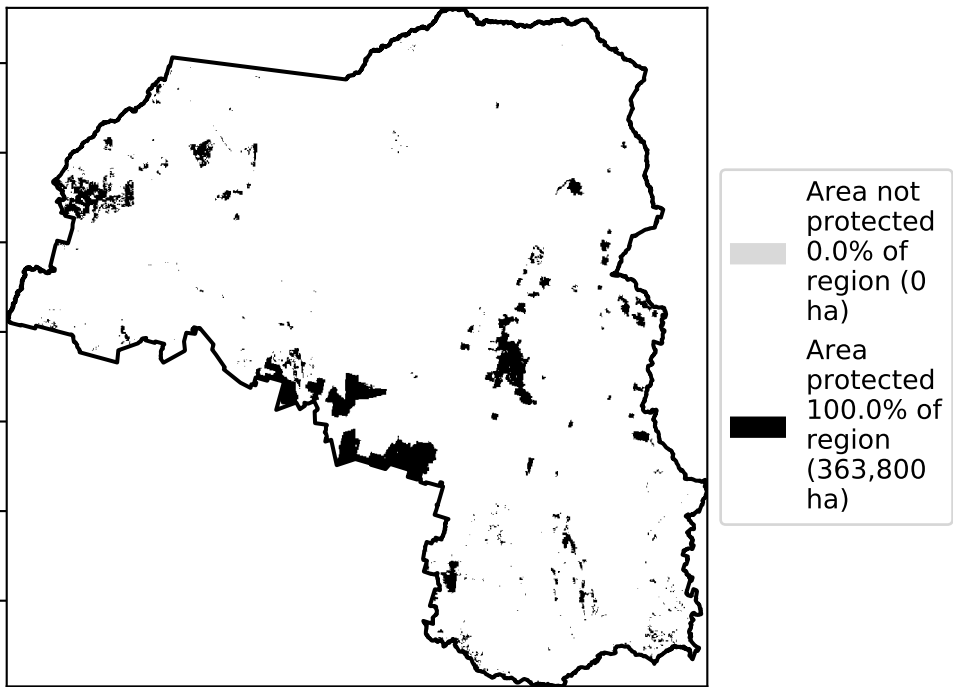 Area not
protected
0.0% of
region (0
ha)
Area
protected
100.0% of
region
(363,800
ha)